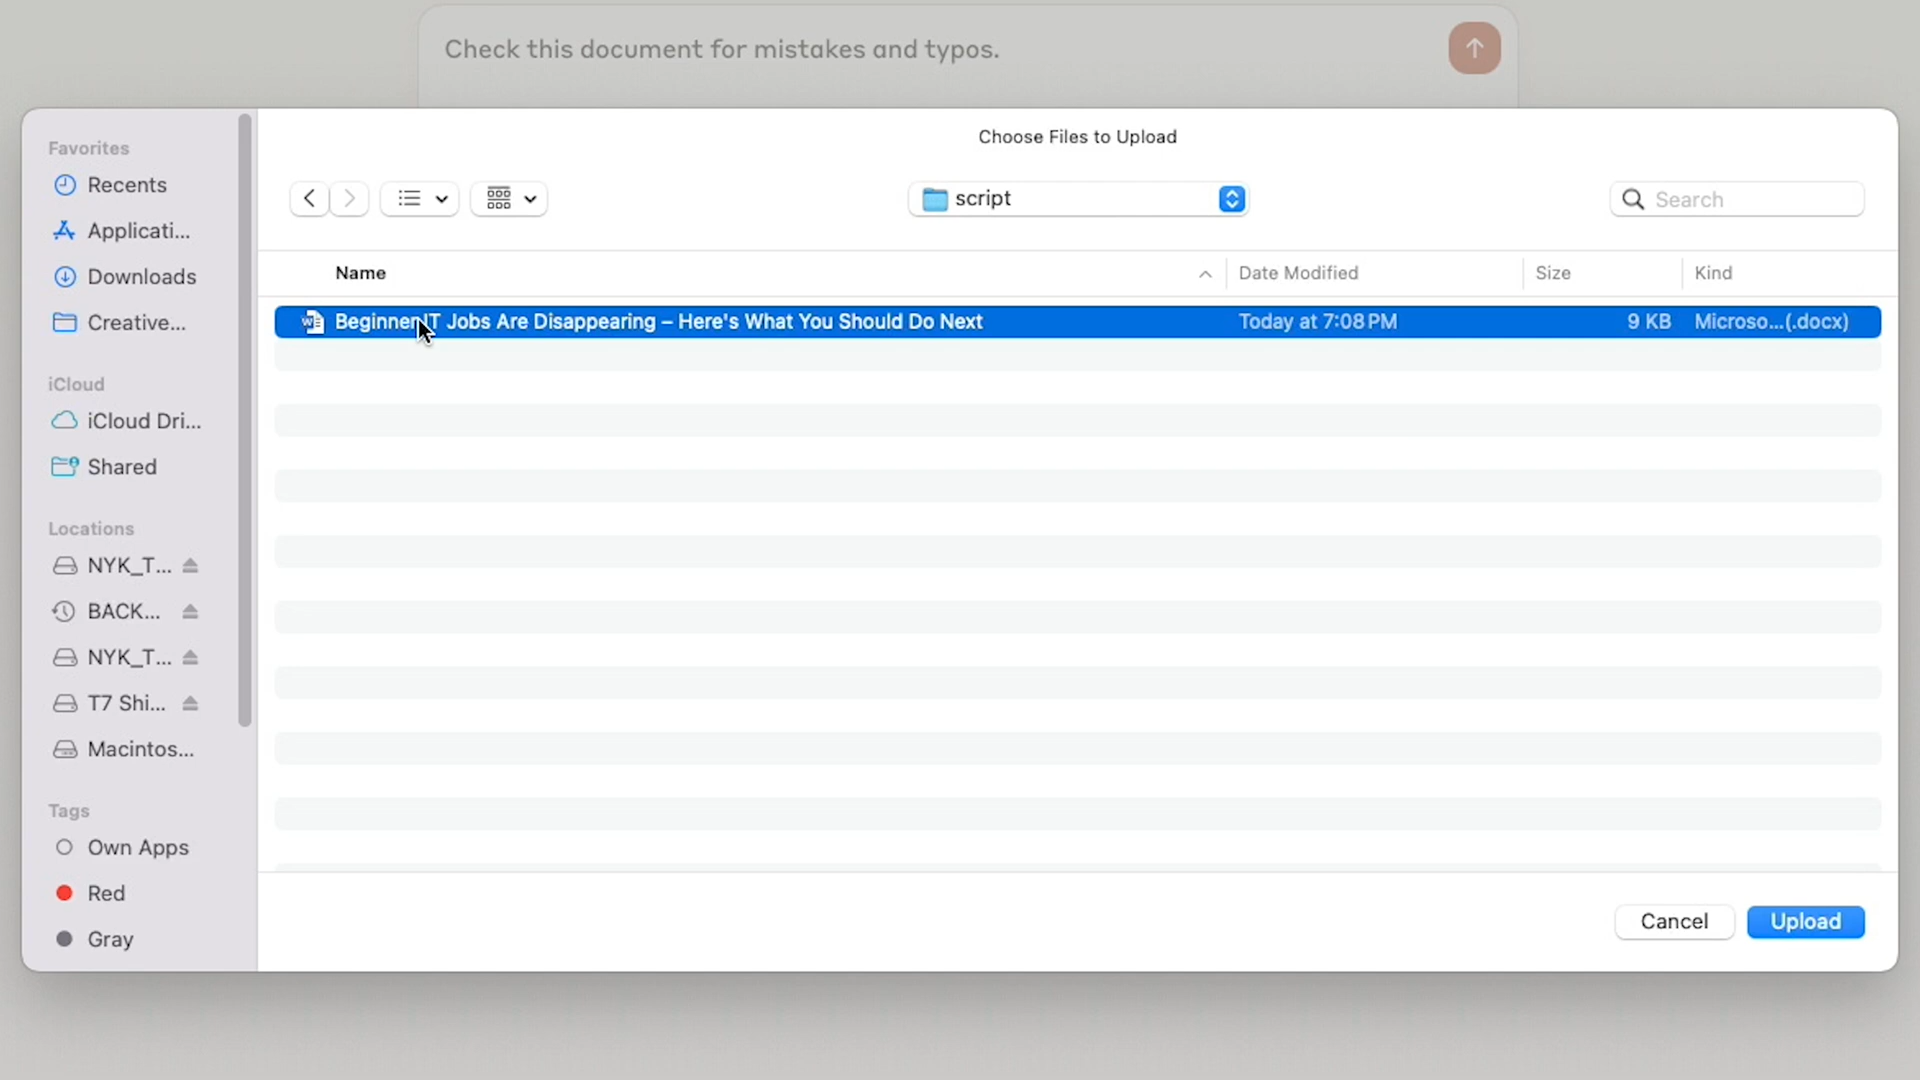 Check this document for mistakes and typos.
Choose Files to Upload
Favorites
Recents
Applicati...
Downloads
Creative...
iCloud
iCloud Dri...
Shared
Locations
NYK_T...
BACK...
NYK_T...
T7 Shi...
Macintos...
Tags
Own Apps
Red
Gray
script
Search
Name Date Modified Size Kind
Beginner IT Jobs Are Disappearing – Here's What You Should Do Next Today at 7:08 PM 9 KB Microso...(.docx)
Cancel Upload